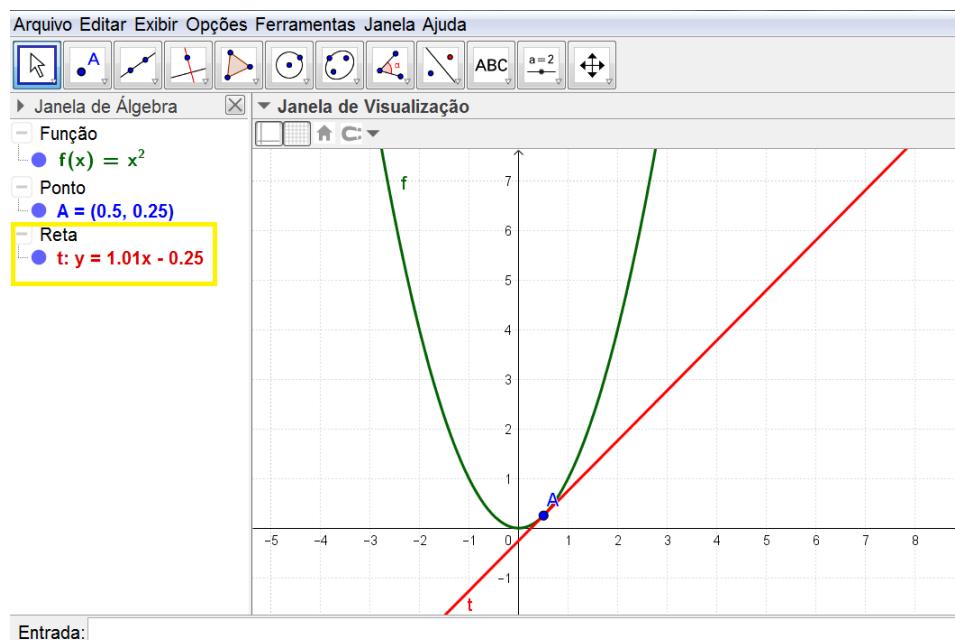 Arquivo Editar Exibir Opções Ferramentas Janela Ajuda
A
α
ABC
a = 2
Janela de Álgebra
Janela de Visualização
Função
f(x) = x²
Ponto
A = (0.5, 0.25)
Reta
t: y = 1.01x - 0.25
f
7
6
5
4
3
2
1
A
-5 -4 -3 -2 -1 0 1 2 3 4 5 6 7 8
-1
t
Entrada: